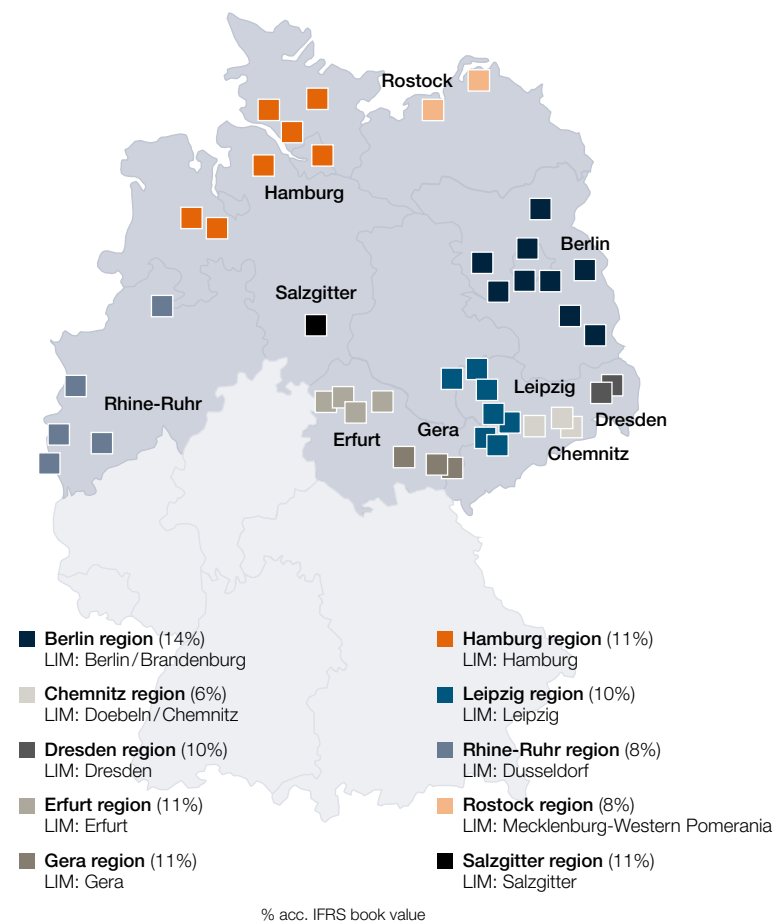 Rostock
Hamburg
Berlin
Salzgitter
Rhine-Ruhr
Leipzig
Dresden
Gera
Erfurt
Chemnitz
Berlin region (14%)
LIM: Berlin/Brandenburg
Chemnitz region (6%)
LIM: Doebeln/Chemnitz
Dresden region (10%)
LIM: Dresden
Erfurt region (11%)
LIM: Erfurt
Gera region (11%)
LIM: Gera
Hamburg region (11%)
LIM: Hamburg
Leipzig region (10%)
LIM: Leipzig
Rhine-Ruhr region (8%)
LIM: Dusseldorf
Rostock region (8%)
LIM: Mecklenburg-Western Pomerania
Salzgitter region (11%)
LIM: Salzgitter
% acc. IFRS book value